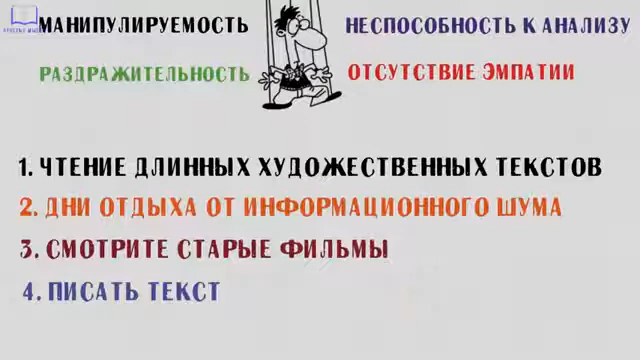 МАНИПУЛИРУЕМОСТЬ
НЕСПОСОБНОСТЬ К АНАЛИЗУ
РАЗДРАЖИТЕЛЬНОСТЬ
ОТСУТСТВИЕ ЭМПАТИИ
1. ЧТЕНИЕ ДЛИННЫХ ХУДОЖЕСТВЕННЫХ ТЕКСТОВ
2. ДНИ ОТДЫХА ОТ ИНФОРМАЦИОННОГО ШУМА
3. СМОТРИТЕ СТАРЫЕ ФИЛЬМЫ
4. ПИСАТЬ ТЕКСТ